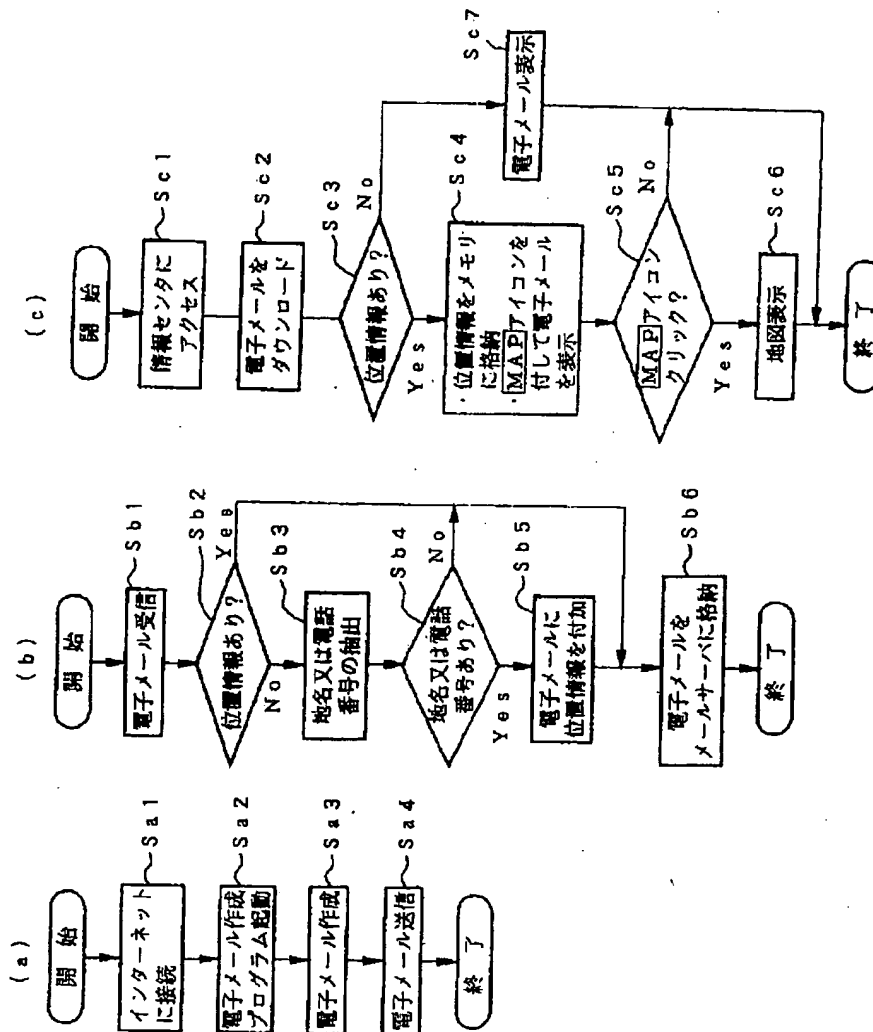 (a)
開 始
インターネット
に接続
Sa1
電子メール作成
プログラム起動
Sa2
電子メール作成
Sa3
電子メール送信
Sa4
終 了
(b)
開 始
電子メール受信
Sb1
位置情報あり?
Sb2
Yes
No
地名又は電話
番号の抽出
Sb3
地名又は電話
番号あり?
Sb4
No
Yes
電子メールに
位置情報を付加
Sb5
電子メールを
メールサーバに格納
Sb6
終 了
(c)
開 始
情報センタに
アクセス
Sc1
電子メールを
ダウンロード
Sc2
位置情報あり?
Sc3
No
Yes
・位置情報をメモリ
に格納
・MAPアイコンを
付して電子メール
を表示
Sc4
電子メール表示
Sc7
MAPアイコン
クリック?
Sc5
No
Yes
地図表示
Sc6
終 了